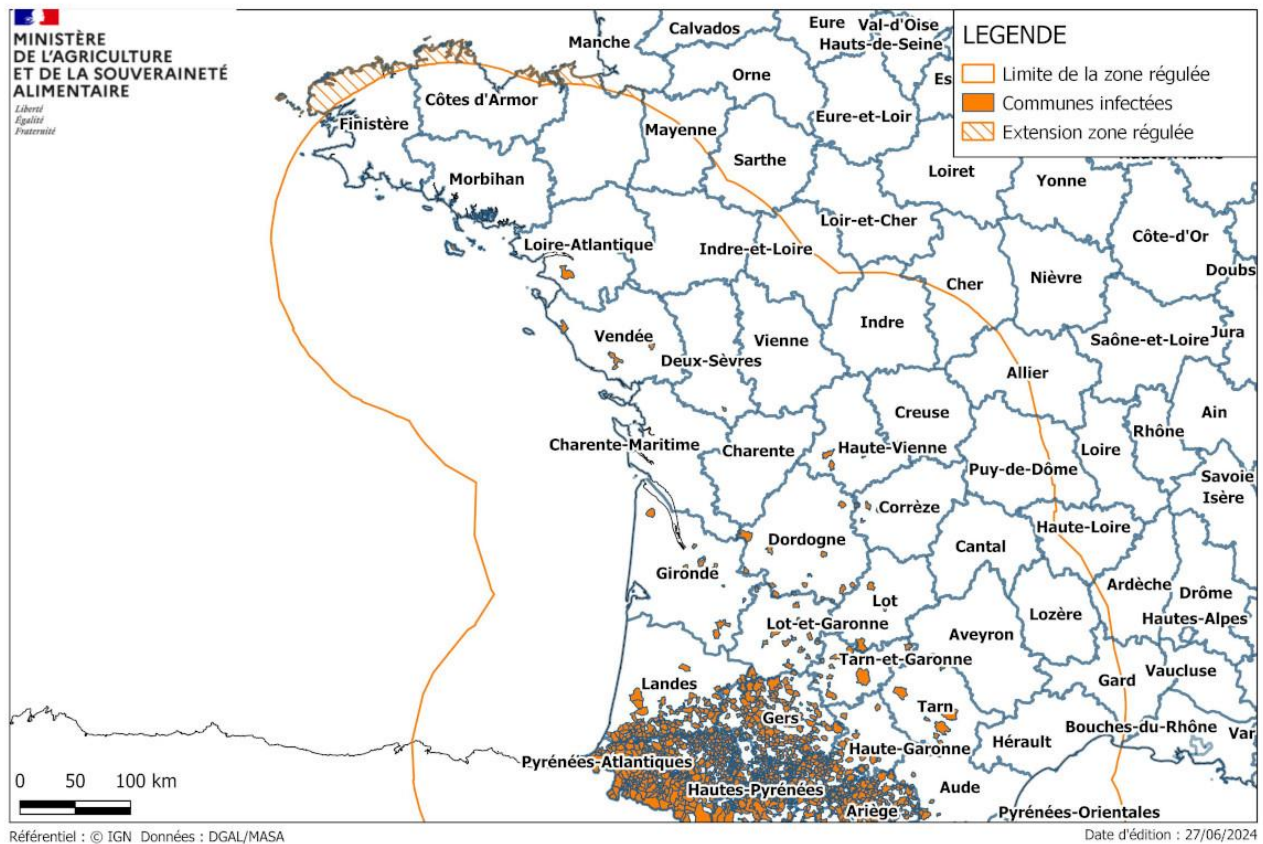 MINISTÈRE
DE L'AGRICULTURE
ET DE LA SOUVERAINETÉ
ALIMENTAIRE
Liberté
Égalité
Fraternité
LEGENDE
Limite de la zone régulée
Communes infectées
Extension zone régulée
Manche
Calvados
Eure
Val-d'Oise
Hauts-de-Seine
Orne
Es
Côtes d'Armor
Finistère
Mayenne
Eure-et-Loir
Sarthe
Morbihan
Loiret
Yonne
Loir-et-Cher
Loire-Atlantique
Indre-et-Loire
Côte-d'Or
Cher
Nièvre
Doubs
Vendée
Vienne
Indre
Saône-et-Loire
Jura
Deux-Sèvres
Allier
Creuse
Ain
Charente-Maritime
Charente
Haute-Vienne
Loire
Rhône
Puy-de-Dôme
Savoie
Isère
Corrèze
Haute-Loire
Dordogne
Cantal
Gironde
Ardèche
Drôme
Lot
Lozère
Hautes-Alpes
Lot-et-Garonne
Aveyron
Tarn-et-Garonne
Vaucluse
Landes
Gard
Gers
Tarn
Bouches-du-Rhône
Var
Haute-Garonne
Hérault
Pyrénées-Atlantiques
Hautes-Pyrénées
Aude
Ariège
Pyrénées-Orientales
0 50 100 km
Référentiel : © IGN Données : DGAL/MASA
Date d'édition : 27/06/2024